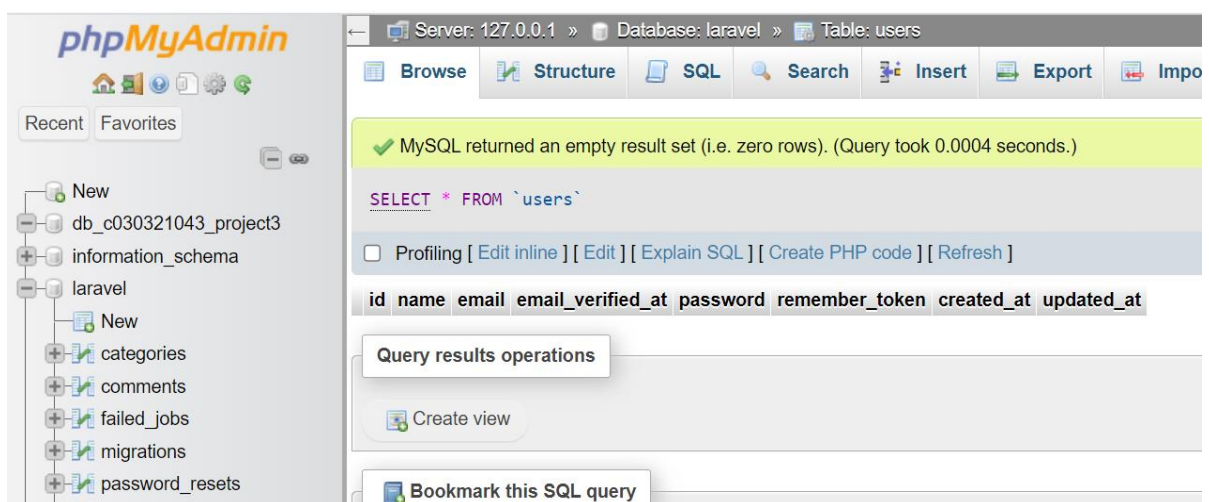 phpMyAdmin
Recent Favorites
New
db_c030321043_project3
information_schema
laravel
New
categories
comments
failed_jobs
migrations
password_resets
← Server: 127.0.0.1 » Database: laravel » Table: users
Browse Structure SQL Search Insert Export Impo
MySQL returned an empty result set (i.e. zero rows). (Query took 0.0004 seconds.)
SELECT * FROM `users`
Profiling [ Edit inline ] [ Edit ] [ Explain SQL ] [ Create PHP code ] [ Refresh ]
id name email email_verified_at password remember_token created_at updated_at
Query results operations
Create view
Bookmark this SQL query